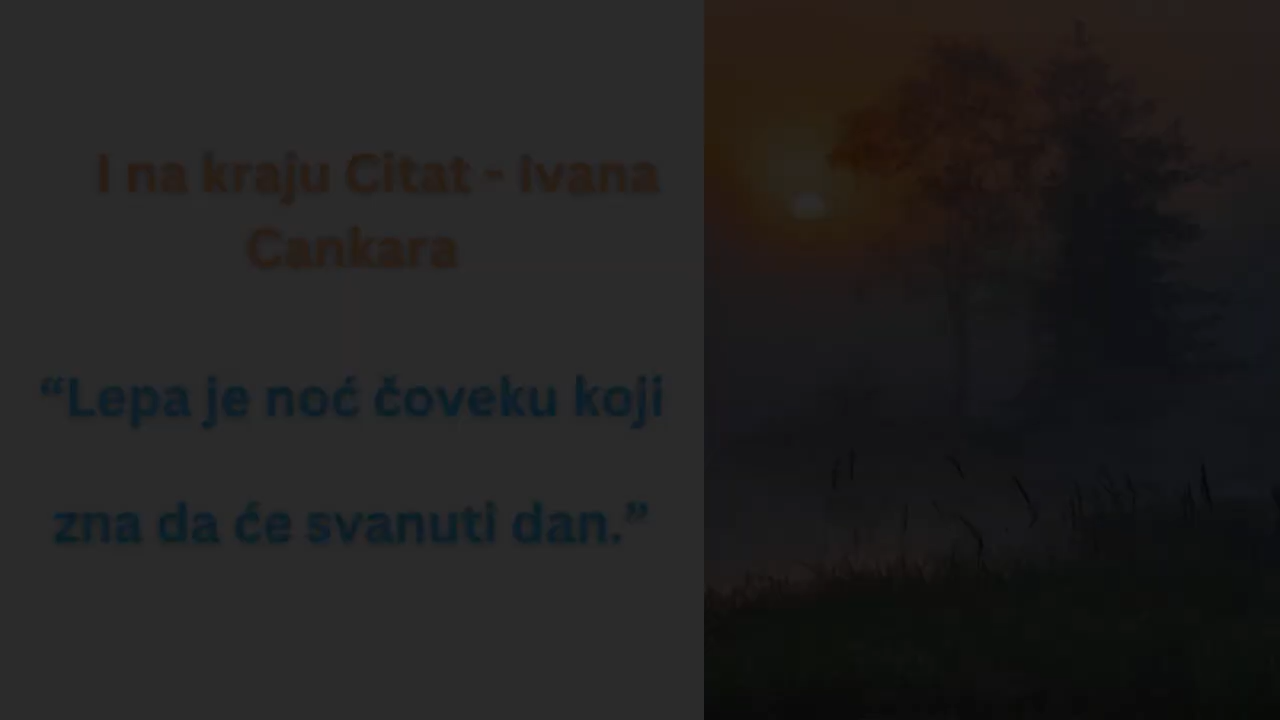 I na kraju Citat - Ivana
Cankara
“Lepa je noć čoveku koji
zna da će svanuti dan.”